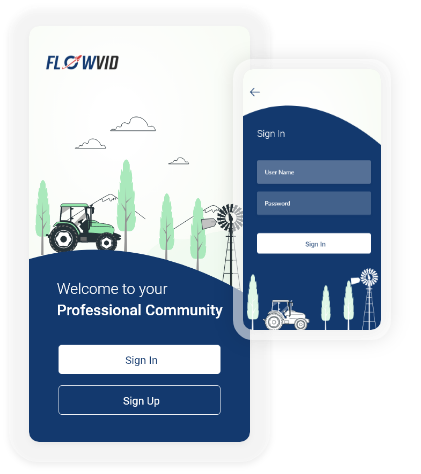 FLOWVID
Welcome to your
Professional Community
Sign In
Sign Up
Sign In
User Name
Password
Sign In